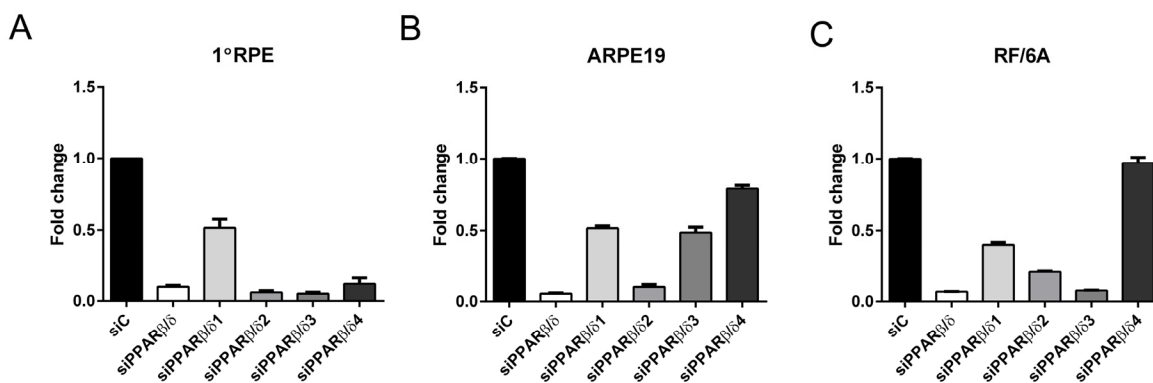 A
1°RPE
Fold change
1.5
1.0
0.5
0.0
siC
siPPARβ/δ
siPPARβ/δ1
siPPARβ/δ2
siPPARβ/δ3
siPPARβ/δ4
B
ARPE19
Fold change
1.5
1.0
0.5
0.0
siC
siPPARβ/δ
siPPARβ/δ1
siPPARβ/δ2
siPPARβ/δ3
siPPARβ/δ4
C
RF/6A
Fold change
1.5
1.0
0.5
0.0
siC
siPPARβ/δ
siPPARβ/δ1
siPPARβ/δ2
siPPARβ/δ3
siPPARβ/δ4